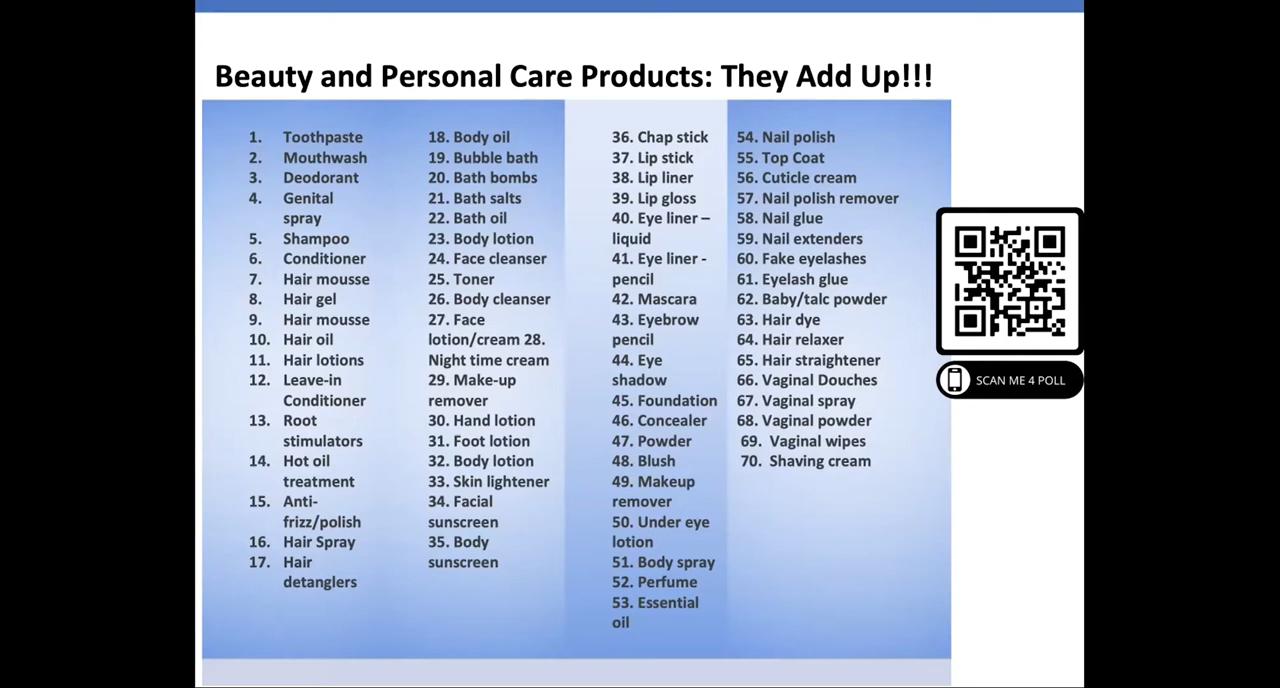 Beauty and Personal Care Products: They Add Up!!!
1. Toothpaste
2. Mouthwash
3. Deodorant
4. Genital
spray
5. Shampoo
6. Conditioner
7. Hair mousse
8. Hair gel
9. Hair mousse
10. Hair oil
11. Hair lotions
12. Leave-in
Conditioner
13. Root
stimulators
14. Hot oil
treatment
15. Anti-
frizz/polish
16. Hair Spray
17. Hair
detanglers
18. Body oil
19. Bubble bath
20. Bath bombs
21. Bath salts
22. Bath oil
23. Body lotion
24. Face cleanser
25. Toner
26. Body cleanser
27. Face
lotion/cream 28.
Night time cream
29. Make-up
remover
30. Hand lotion
31. Foot lotion
32. Body lotion
33. Skin lightener
34. Facial
sunscreen
35. Body
sunscreen
36. Chap stick
37. Lip stick
38. Lip liner
39. Lip gloss
40. Eye liner –
liquid
41. Eye liner -
pencil
42. Mascara
43. Eyebrow
pencil
44. Eye
shadow
45. Foundation
46. Concealer
47. Powder
48. Blush
49. Makeup
remover
50. Under eye
lotion
51. Body spray
52. Perfume
53. Essential
oil
54. Nail polish
55. Top Coat
56. Cuticle cream
57. Nail polish remover
58. Nail glue
59. Nail extenders
60. Fake eyelashes
61. Eyelash glue
62. Baby/talc powder
63. Hair dye
64. Hair relaxer
65. Hair straightener
66. Vaginal Douches
67. Vaginal spray
68. Vaginal powder
69. Vaginal wipes
70. Shaving cream
SCAN ME 4 POLL